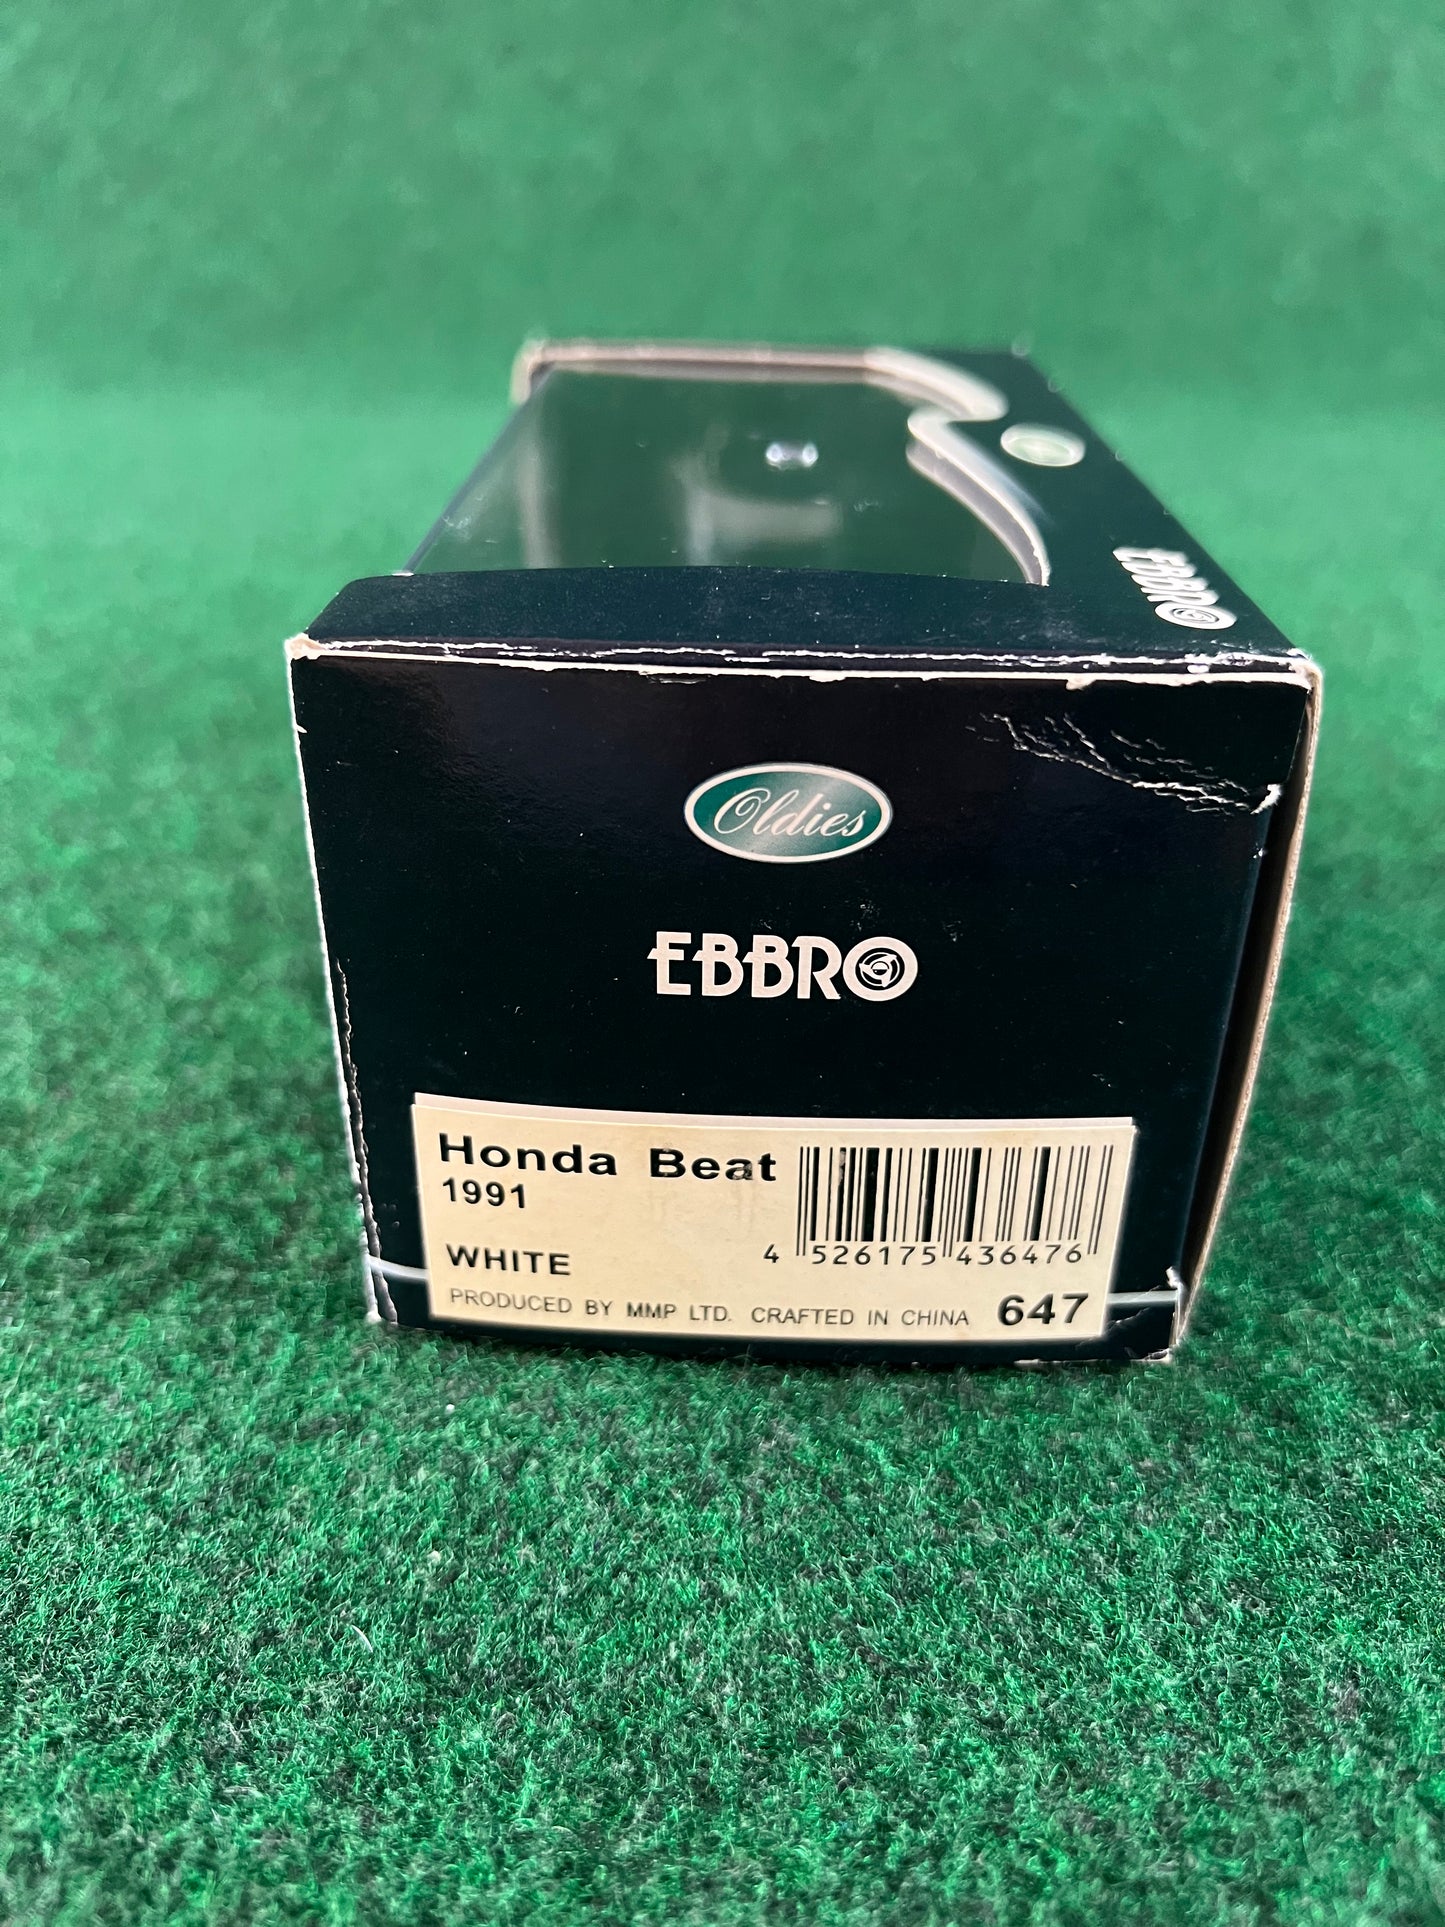 EBBRO
Oldies
EBBRO
Honda Beat
1991
WHITE
4 526175 436476
PRODUCED BY MMP LTD. CRAFTED IN CHINA 647